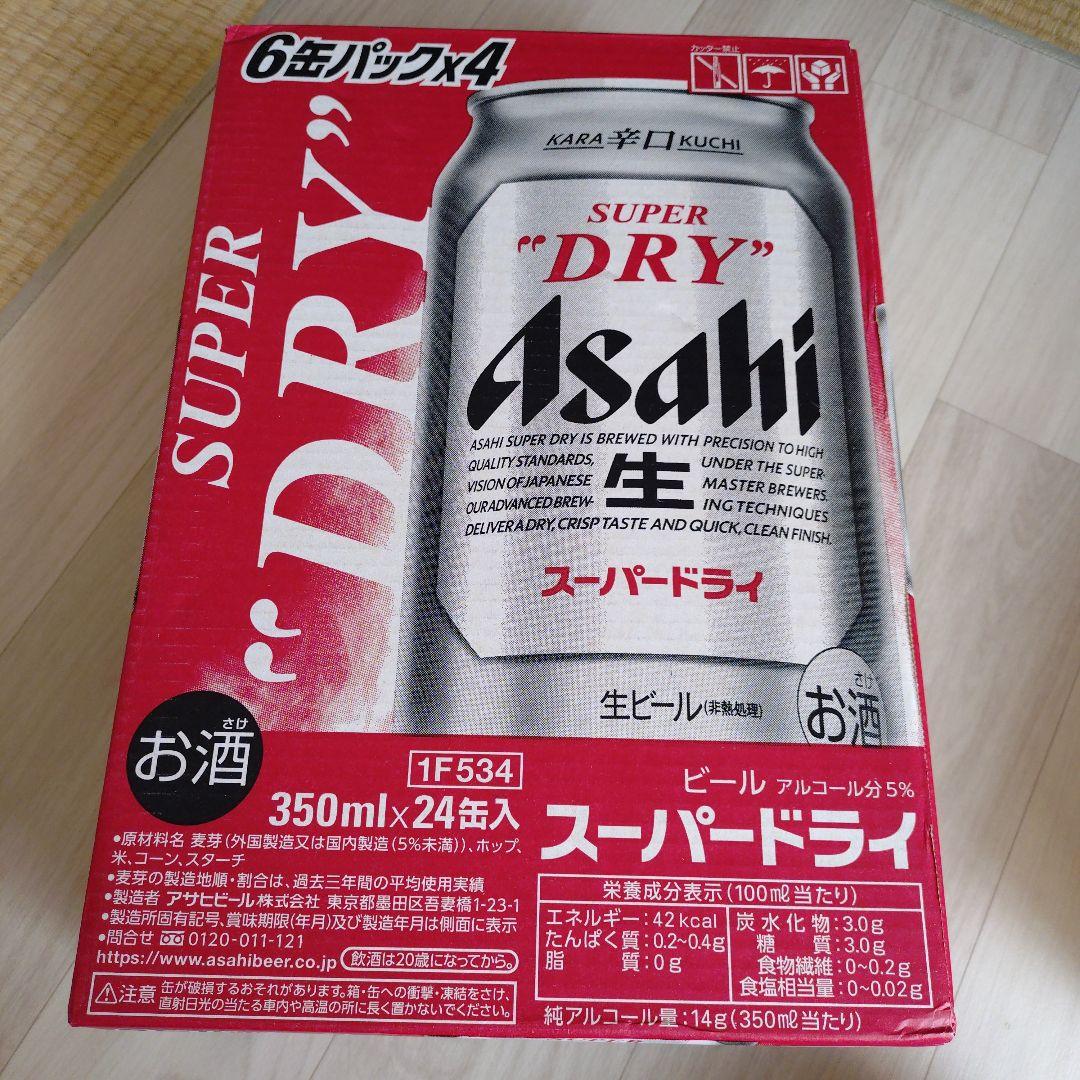 6缶パックx4
カッター禁止
SUPER
"DRY"
KARA 辛口 KUCHI
SUPER
"DRY"
Asahi
ASAHI SUPER DRY IS BREWED WITH PRECISION TO HIGH
QUALITY STANDARDS, UNDER THE SUPER-
VISION OF JAPANESE MASTER BREWERS.
OUR ADVANCED BREW- ING TECHNIQUES
生
DELIVER A DRY, CRISP TASTE AND QUICK, CLEAN FINISH.
スーパードライ
生ビール(非熱処理)
さけ
お酒
さけ
お酒
1F534
350ml×24缶入
ビール アルコール分5%
スーパードライ
•原材料名 麦芽(外国製造又は国内製造(5%未満))、ホップ、
米、コーン、スターチ
•麦芽の製造地順・割合は、過去三年間の平均使用実績
•製造者 アサヒビール株式会社 東京都墨田区吾妻橋1-23-1
•製造所固有記号、賞味期限(年月)及び製造年月は側面に表示
•問合せ 0120-011-121
https://www.asahibeer.co.jp 飲酒は20歳になってから。
注意 缶が破損するおそれがあります。箱・缶への衝撃・凍結をさけ、
直射日光の当たる車内や高温の所に長く置かないでください。
栄養成分表示(100ml当たり)
エネルギー:42kcal
たんぱく質:0.2~0.4g
脂質:0g
炭水化物:3.0g
糖質:3.0g
食物繊維:0~0.2g
食塩相当量:0~0.02g
純アルコール量:14g(350ml当たり)